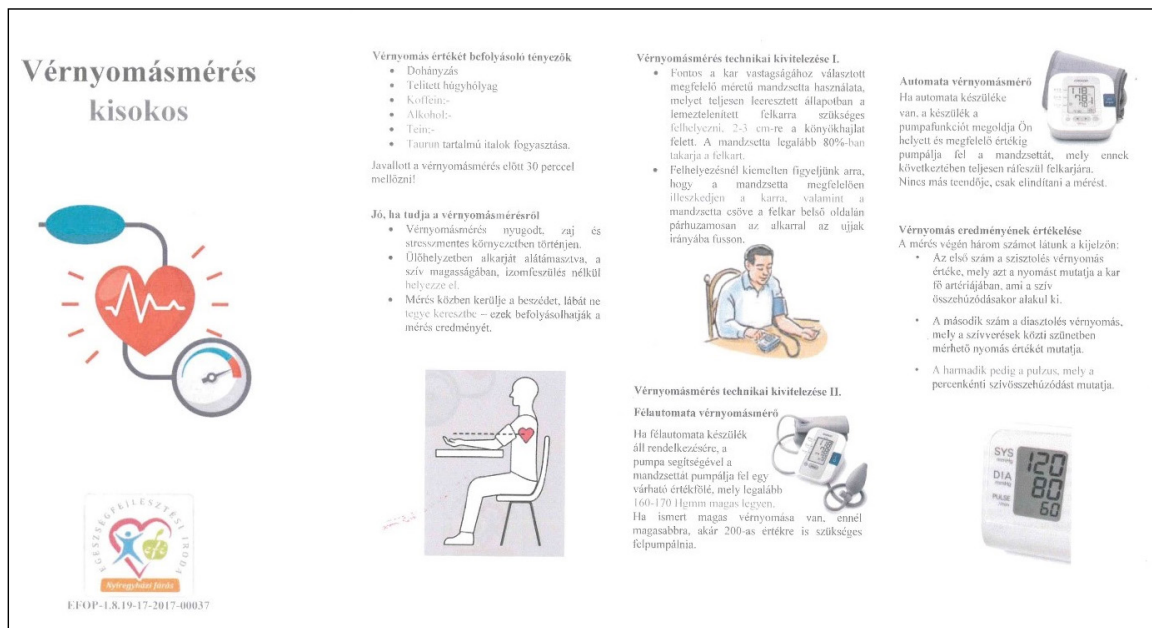 Vérnyomásmérés
kisokos
EGÉSZSÉGFEJLESZTÉSI IRODA
Nyíregyházi járás
EFOP-1.8.19-17-2017-00037
Vérnyomás értékét befolyásoló tényezők
• Dohányzás
• Telített húgyhólyag
• Koffein:-
• Alkohol:-
• Tein:-
• Taurun tartalmú italok fogyasztása.
Javallott a vérnyomásmérés előtt 30 perccel
mellőzni!
Jó, ha tudja a vérnyomásmérésről
• Vérnyomásmérés nyugodt, zaj és
stresszmentes környezetben történjen.
• Ülőhelyzetben alkarját alátámasztva, a
szív magasságában, izomfeszülés nélkül
helyezze el.
• Mérés közben kerülje a beszédet, lábát ne
tegye keresztbe – ezek befolyásolhatják a
mérés eredményét.
Vérnyomásmérés technikai kivitelezése I.
• Fontos a kar vastagságához választott
megfelelő méretű mandzsetta használata,
melyet teljesen leeresztett állapotban a
lemeztelenített felkarra szükséges
felhelyezni, 2-3 cm-re a könyökhajlat
felett. A mandzsetta legalább 80%-ban
takarja a felkart.
• Felhelyezésnél kiemelten figyeljünk arra,
hogy a mandzsetta megfelelően
illeszkedjen a karra, valamint a
mandzsetta csöve a felkar belső oldalán
párhuzamosan az alkarral az ujjak
irányába fusson.
Vérnyomásmérés technikai kivitelezése II.
Félautomata vérnyomásmérő
Ha félautomata készülék
áll rendelkezésére, a
pumpa segítségével a
mandzsettát pumpálja fel egy
várható értékfölé, mely legalább
160-170 Hgmm magas legyen.
Ha ismert magas vérnyomása van, ennél
magasabbra, akár 200-as értékre is szükséges
felpumpálnia.
Automata vérnyomásmérő
Ha automata készüléke
van, a készülék a
pumpafunkciót megoldja Ön
helyett és megfelelő értékig
pumpálja fel a mandzsettát, mely ennek
következtében teljesen ráfeszül felkarjára.
Nincs más teendője, csak elindítani a mérést.
Vérnyomás eredményének értékelése
A mérés végén három számot látunk a kijelzőn:
• Az első szám a szisztolés vérnyomás
értéke, mely azt a nyomást mutatja a kar
fő artériájában, ami a szív
összehúzódásakor alakul ki.
• A második szám a diasztolés vérnyomás,
mely a szívverések közti szünetben
mérhető nyomás értékét mutatja.
• A harmadik pedig a pulzus, mely a
percenkénti szívösszehúzódást mutatja.
SYS 120
mmHg
DIA 80
mmHg
PULSE 60